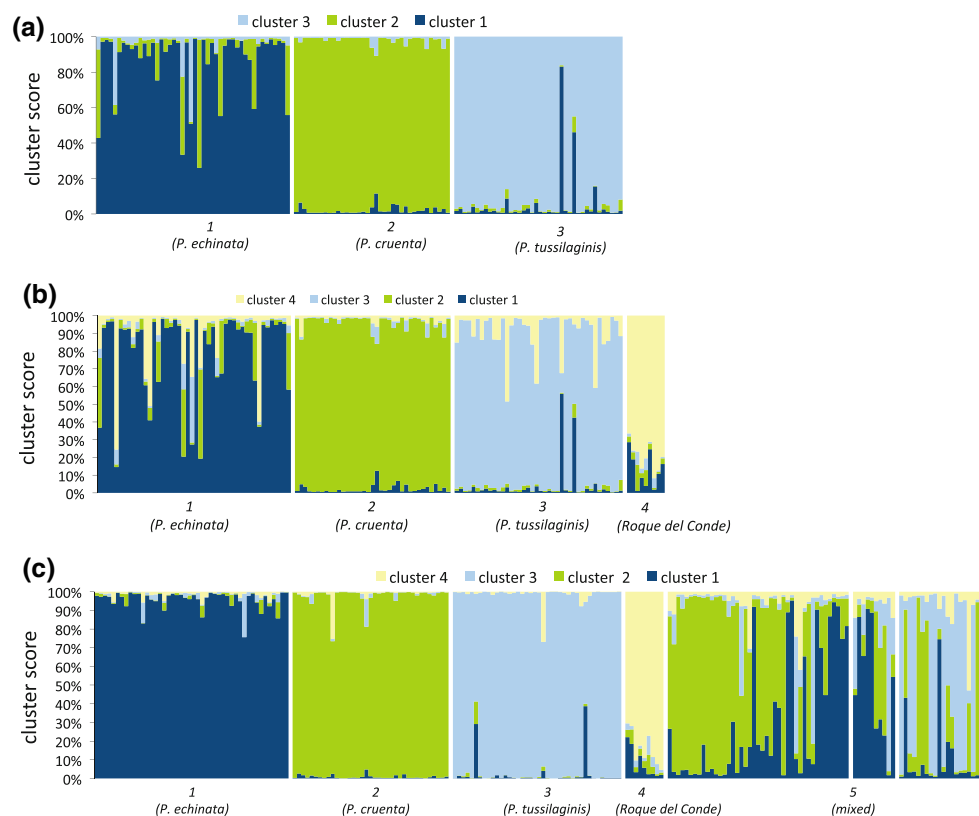 (a)
cluster 3 cluster 2 cluster 1
100%
80%
60%
40%
20%
0%
cluster score
1 2 3
(P. echinata) (P. cruenta) (P. tussilaginis)
(b)
cluster 4 cluster 3 cluster 2 cluster 1
100%
90%
80%
70%
60%
50%
40%
30%
20%
10%
0%
cluster score
1 2 3 4
(P. echinata) (P. cruenta) (P. tussilaginis) (Roque del Conde)
(c)
cluster 4 cluster 3 cluster 2 cluster 1
100%
90%
80%
70%
60%
50%
40%
30%
20%
10%
0%
cluster score
1 2 3 4 5
(P. echinata) (P. cruenta) (P. tussilaginis) (Roque del Conde) (mixed)